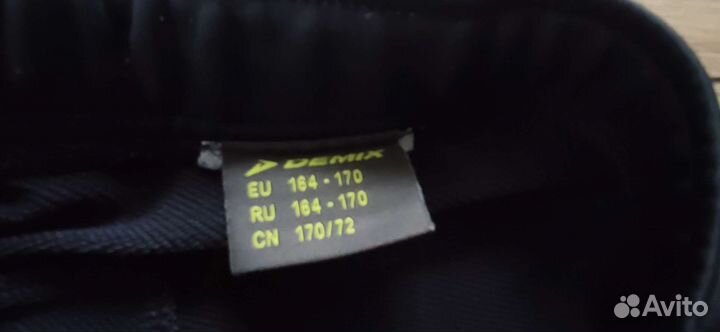 DEMIX
EU 164 - 170
RU 164 - 170
CN 170/72
Avito